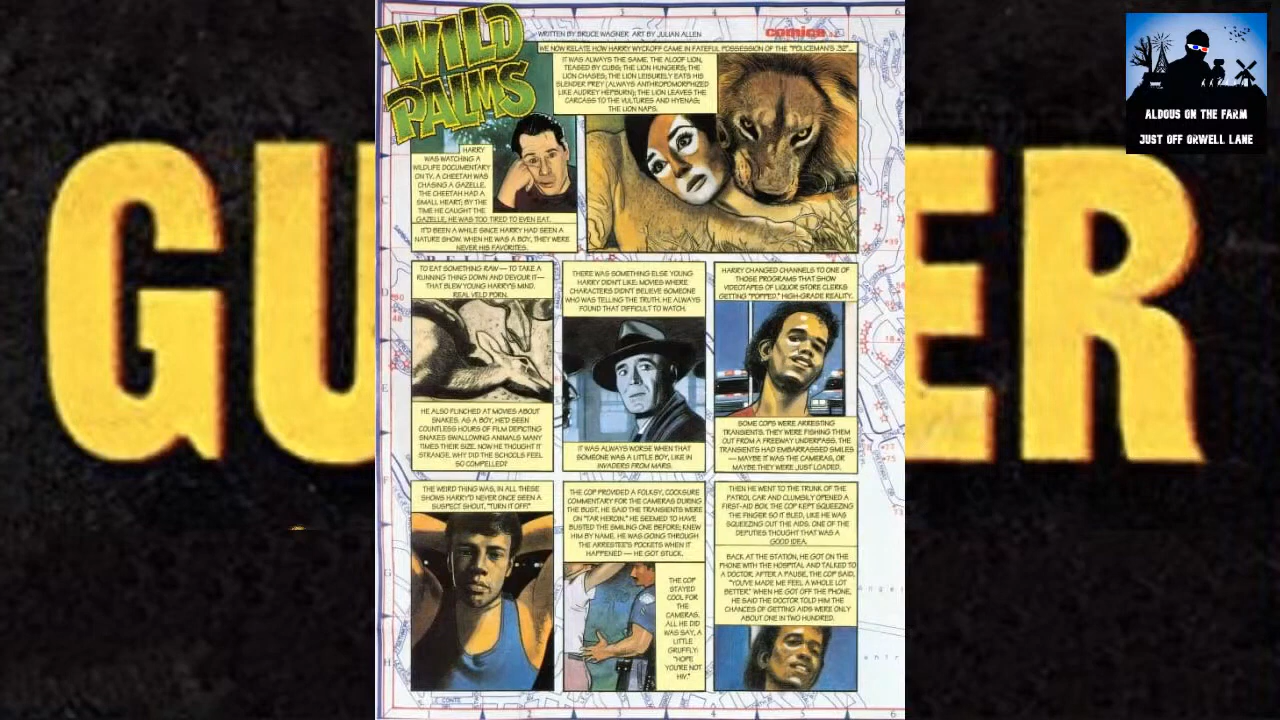 WILD
PALMS
WRITTEN BY BRUCE WAGNER ART BY JULIAN ALLEN
comics
WE NOW RELATE HOW HARRY WYCKOFF CAME IN FATEFUL POSSESSION OF THE "POLICEMAN'S .32"...
IT WAS ALWAYS THE SAME. THE ALOOF LION,
TEASED BY CUBS; THE LION HUNGERS; THE
LION CHASES; THE LION LEISURELY EATS HIS
SLENDER PREY (ALWAYS ANTHROPOMORPHIZED
LIKE AUDREY HEPBURN); THE LION LEAVES THE
CARCASS TO THE VULTURES AND HYENAS;
THE LION NAPS.
HARRY
WAS WATCHING A
WILDLIFE DOCUMENTARY
ON TV. A CHEETAH WAS
CHASING A GAZELLE.
THE CHEETAH HAD A
SMALL HEART; BY THE
TIME HE CAUGHT THE
GAZELLE, HE WAS TOO TIRED TO EVEN EAT.
IT'D BEEN A WHILE SINCE HARRY HAD SEEN A
NATURE SHOW. WHEN HE WAS A BOY, THEY WERE
NEVER HIS FAVORITES.
TO EAT SOMETHING RAW — TO TAKE A
RUNNING THING DOWN AND DEVOUR IT —
THAT BLEW YOUNG HARRY'S MIND.
REAL VELD PORN.
HE ALSO FLINCHED AT MOVIES ABOUT
SNAKES. AS A BOY, HE'D SEEN
COUNTLESS HOURS OF FILM DEPICTING
SNAKES SWALLOWING ANIMALS MANY
TIMES THEIR SIZE. NOW HE THOUGHT IT
STRANGE. WHY DID THE SCHOOLS FEEL
SO COMPELLED?
THERE WAS SOMETHING ELSE YOUNG
HARRY DIDN'T LIKE: MOVIES WHERE
CHARACTERS DIDN'T BELIEVE SOMEONE
WHO WAS TELLING THE TRUTH. HE ALWAYS
FOUND THAT DIFFICULT TO WATCH.
IT WAS ALWAYS WORSE WHEN THAT
SOMEONE WAS A LITTLE BOY, LIKE IN
INVADERS FROM MARS.
HARRY CHANGED CHANNELS TO ONE OF
THOSE PROGRAMS THAT SHOW
VIDEOTAPES OF LIQUOR STORE CLERKS
GETTING "POPPED." HIGH-GRADE REALITY.
SOME COPS WERE ARRESTING
TRANSIENTS. THEY WERE FISHING THEM
OUT FROM A FREEWAY UNDERPASS. THE
TRANSIENTS HAD EMBARRASSED SMILES
— MAYBE IT WAS THE CAMERAS, OR
MAYBE THEY WERE JUST LOADED.
THE WEIRD THING WAS, IN ALL THESE
SHOWS HARRY'D NEVER ONCE SEEN A
SUSPECT SHOUT, "TURN IT OFF!"
THE COP PROVIDED A FOLKSY, COCKSURE
COMMENTARY FOR THE CAMERAS DURING
THE BUST. HE SAID THE TRANSIENTS WERE
ON "TAR HEROIN." HE SEEMED TO HAVE
BUSTED THE SMILING ONE BEFORE; KNEW
HIM BY NAME. HE WAS GOING THROUGH
THE ARRESTEE'S POCKETS WHEN IT
HAPPENED — HE GOT STUCK.
THE COP
STAYED
COOL FOR
THE
CAMERAS.
ALL HE DID
WAS SAY, A
LITTLE
GRUFFLY:
"HOPE
YOU'RE NOT
HIV."
THEN HE WENT TO THE TRUNK OF THE
PATROL CAR AND CLUMSILY OPENED A
FIRST-AID BOX. THE COP KEPT SQUEEZING
THE FINGER SO IT BLED, LIKE HE WAS
SQUEEZING OUT THE AIDS. ONE OF THE
DEPUTIES THOUGHT THAT WAS A
GOOD IDEA.
BACK AT THE STATION, HE GOT ON THE
PHONE WITH THE HOSPITAL AND TALKED TO
A DOCTOR. AFTER A PAUSE, THE COP SAID,
"YOU'VE MADE ME FEEL A WHOLE LOT
BETTER." WHEN HE GOT OFF THE PHONE,
HE SAID THE DOCTOR TOLD HIM THE
CHANCES OF GETTING AIDS WERE ONLY
ABOUT ONE IN TWO HUNDRED.
GU
ER
ALDOUS ON THE FARM
JUST OFF ORWELL LANE